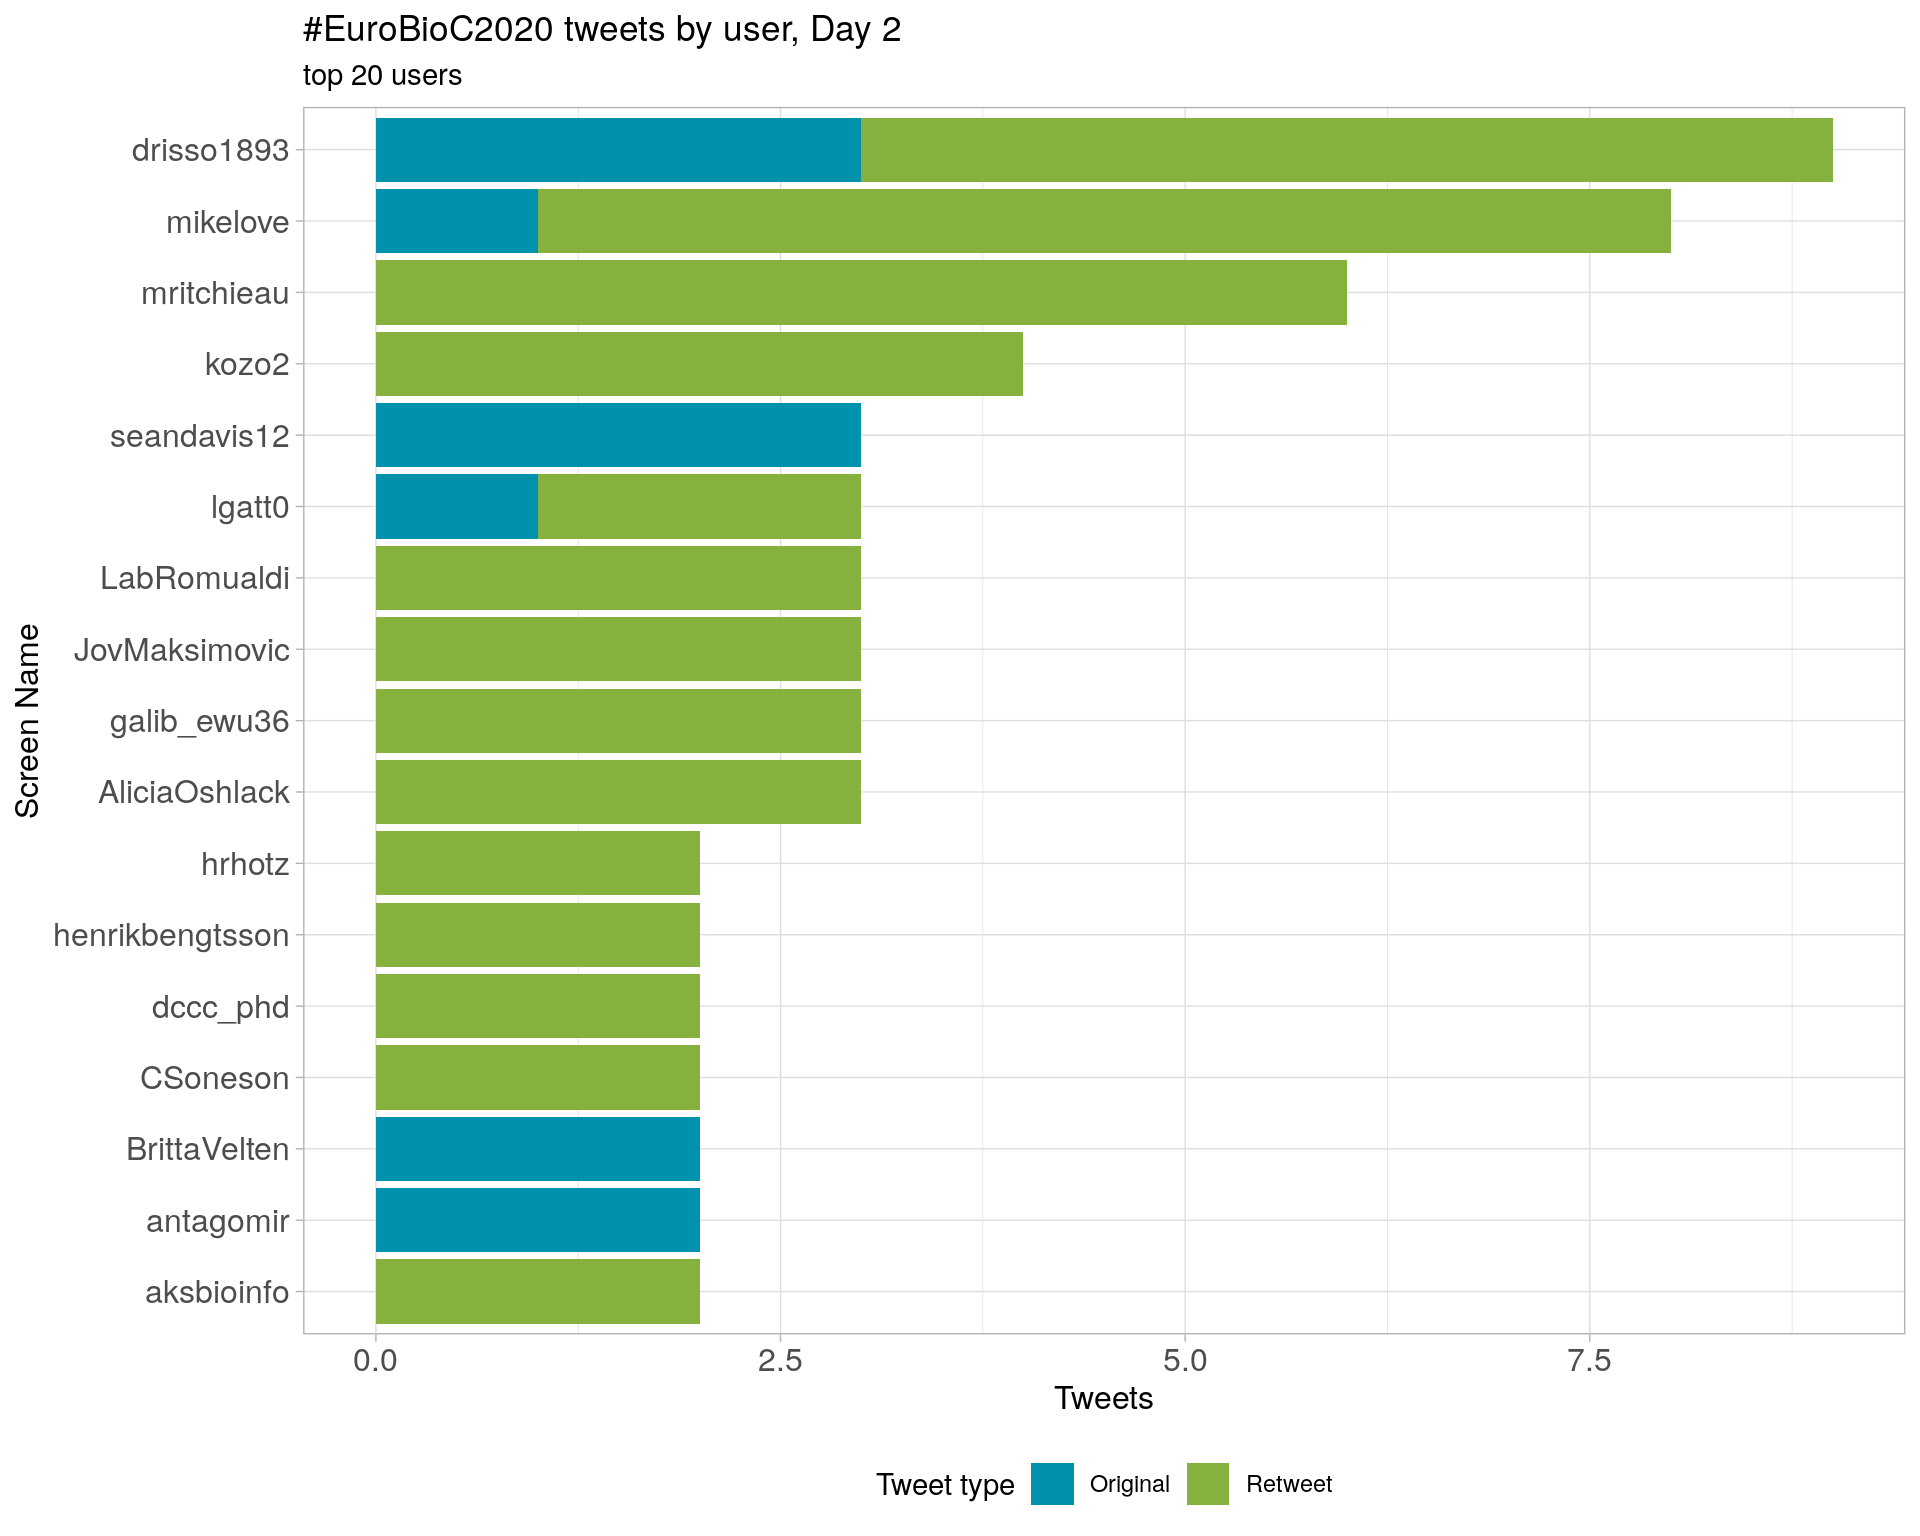 #EuroBioC2020 tweets by user, Day 2
top 20 users
drisso1893
mikelove
mritchieau
kozo2
seandavis12
lgatt0
LabRomualdi
JovMaksimovic
galib_ewu36
AliciaOshlack
hrhotz
henrikbengtsson
dccc_phd
CSoneson
BrittaVelten
antagomir
aksbioinfo
Screen Name
0.0 2.5 5.0 7.5
Tweets
Tweet type Original Retweet